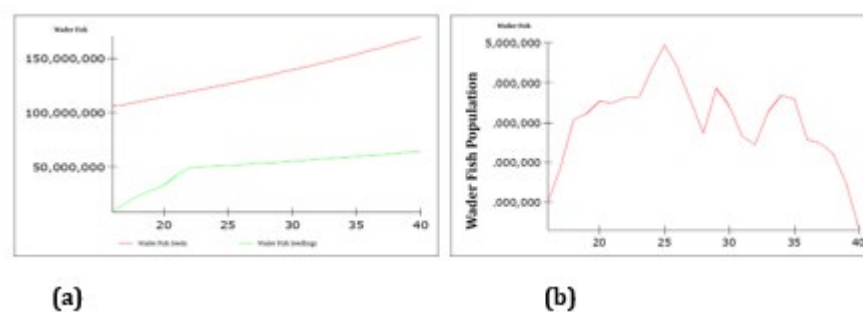 Wader Fish
150,000,000
100,000,000
50,000,000
20 25 30 35 40
Wader Fish Seeds Wader Fish Seedlings
(a)
Wader Fish
Wader Fish Population
5,000,000
,000,000
,000,000
,000,000
,000,000
20 25 30 35 40
(b)